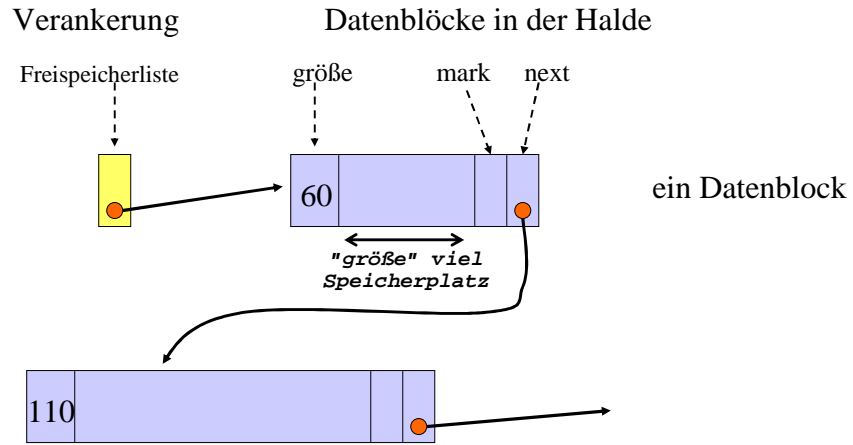 Verankerung
Datenblöcke in der Halde
Freispeicherliste
größe
mark
next
60
ein Datenblock
"größe" viel
Speicherplatz
110